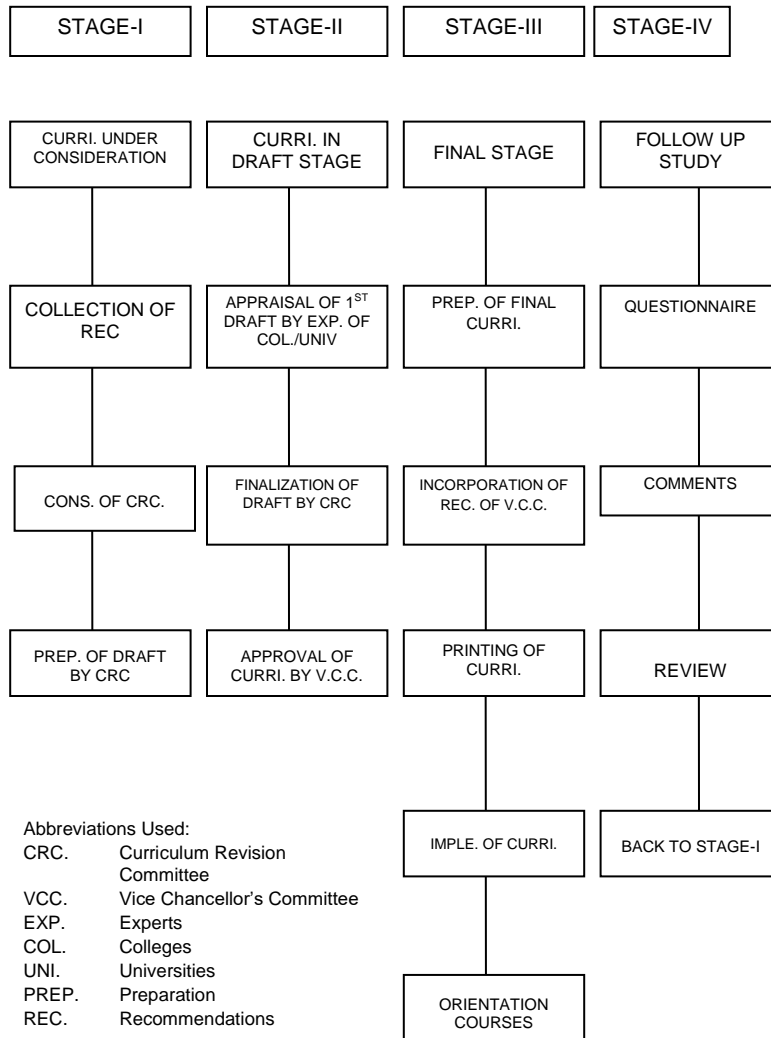 STAGE-I
STAGE-II
STAGE-III
STAGE-IV
CURRI. UNDER
CONSIDERATION
CURRI. IN
DRAFT STAGE
FINAL STAGE
FOLLOW UP
STUDY
COLLECTION OF
REC
APPRAISAL OF 1ST
DRAFT BY EXP. OF
COL./UNIV
PREP. OF FINAL
CURRI.
QUESTIONNAIRE
CONS. OF CRC.
FINALIZATION OF
DRAFT BY CRC
INCORPORATION OF
REC. OF V.C.C.
COMMENTS
PREP. OF DRAFT
BY CRC
APPROVAL OF
CURRI. BY V.C.C.
PRINTING OF
CURRI.
REVIEW
IMPLE. OF CURRI.
BACK TO STAGE-I
ORIENTATION
COURSES
Abbreviations Used:
CRC. Curriculum Revision
Committee
VCC. Vice Chancellor’s Committee
EXP. Experts
COL. Colleges
UNI. Universities
PREP. Preparation
REC. Recommendations